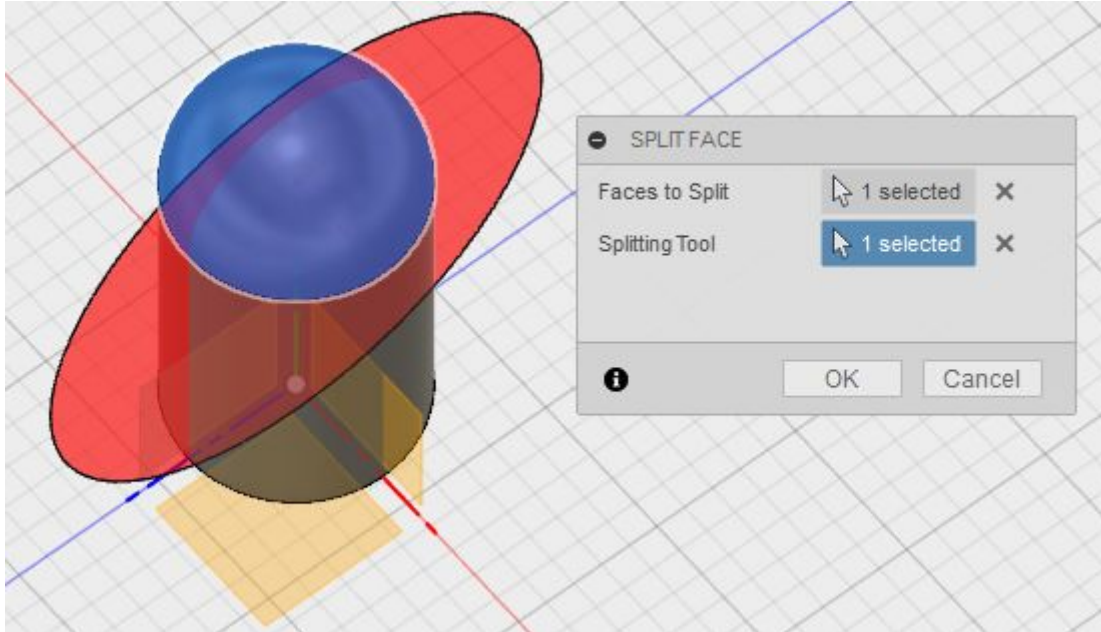 SPLIT FACE
Faces to Split 1 selected
Splitting Tool 1 selected
OK Cancel